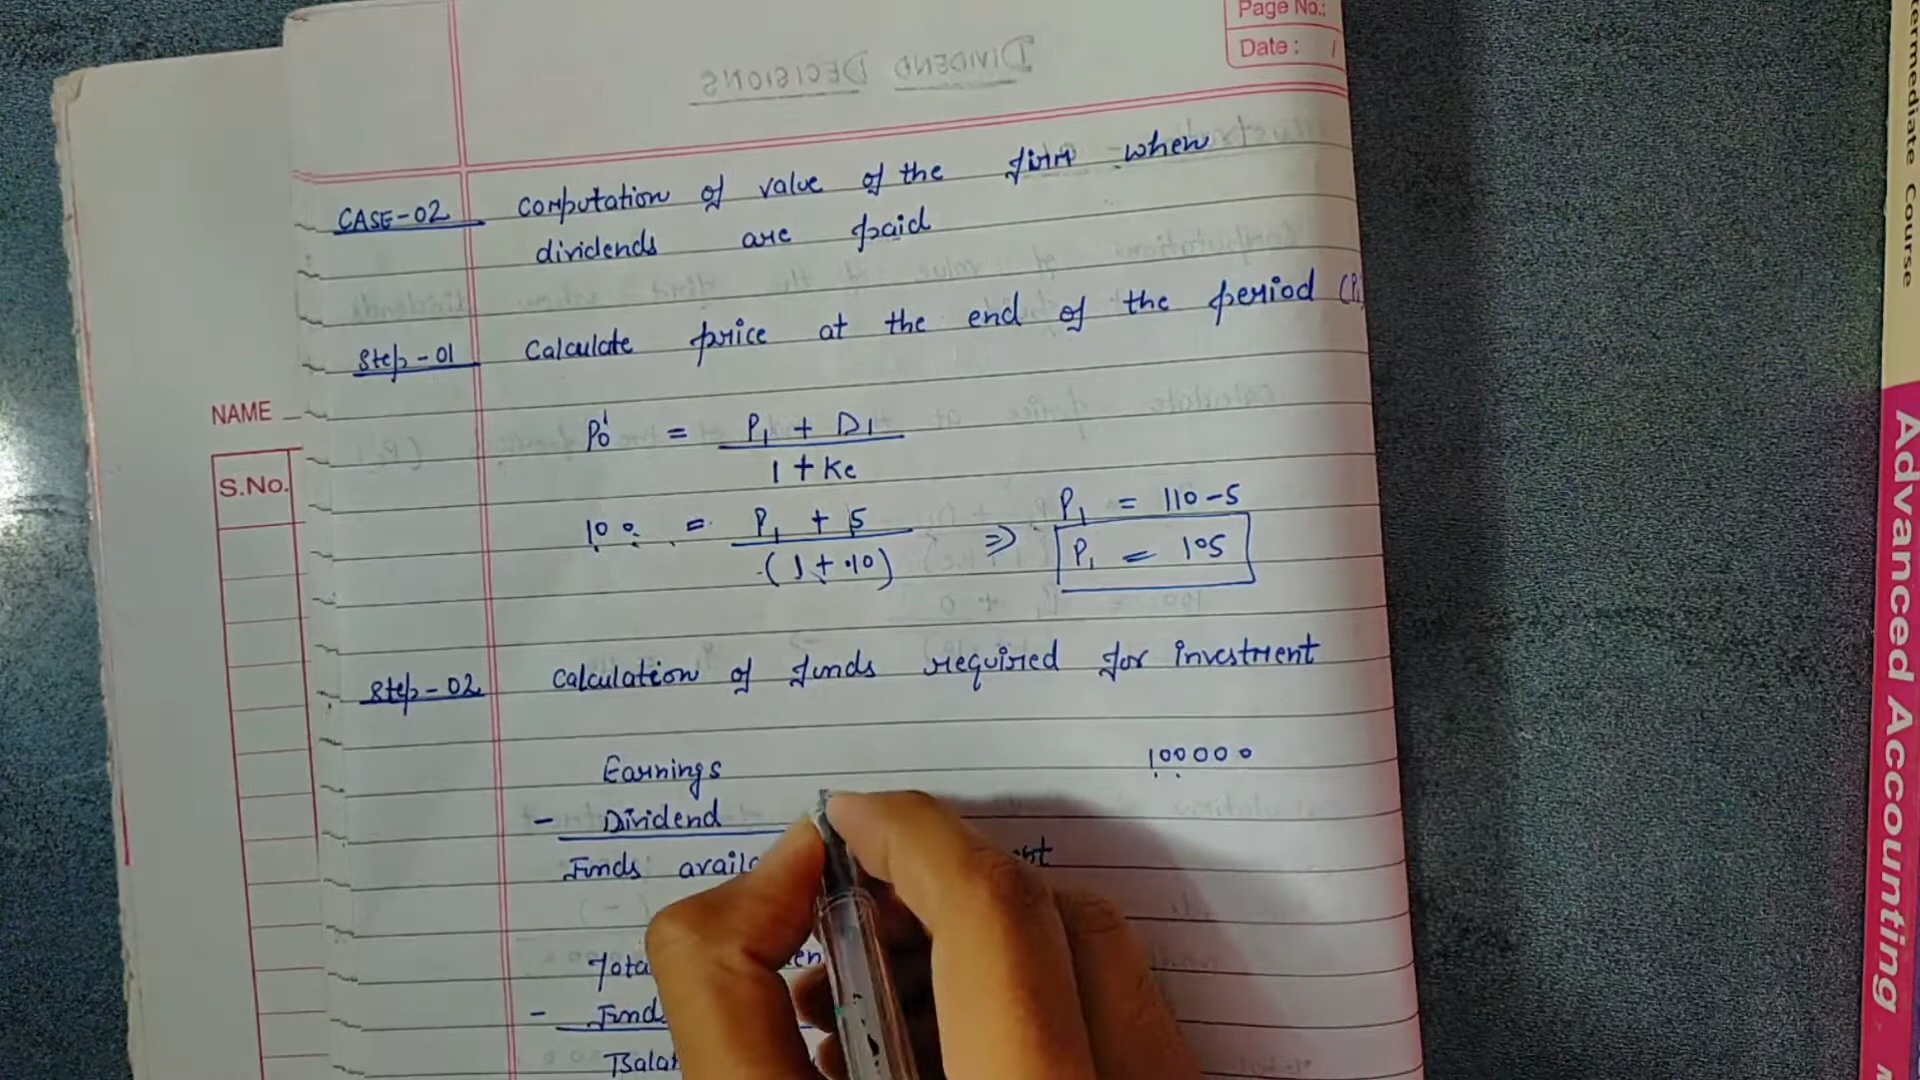 Page No.:
Date: /
DIVIDEND DECISIONS
CASE-02 Computation of value of the firm when
dividends are paid
Step-01 Calculate price at the end of the period (P
P₀' = P₁ + D₁
1 + Ke
100 = P₁ + 5
(1 + .10)
⇒ P₁ = 110 - 5
P₁ = 105
Step-02 Calculation of funds required for investment
Earnings 100000
- Dividend
Funds
Funds
NAME
S.No.
termediate Course
Advanced Accounting